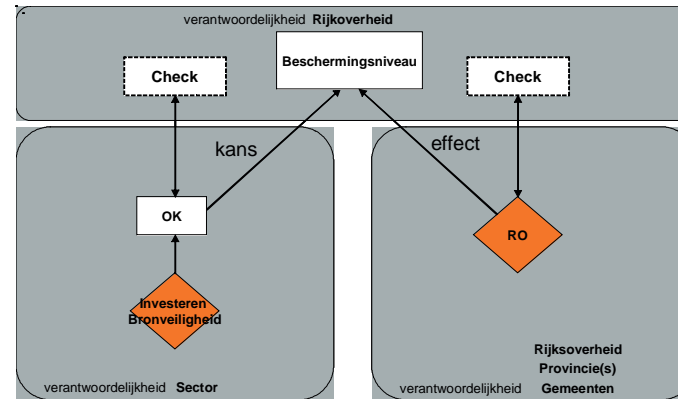 verantwoordelijkheid Rijkoverheid
Beschermingsniveau
Check
Check
kans
effect
OK
RO
Investeren
Bronveiligheid
Rijksoverheid
Provincie(s)
verantwoordelijkheid Sector
verantwoordelijkheid Gemeenten